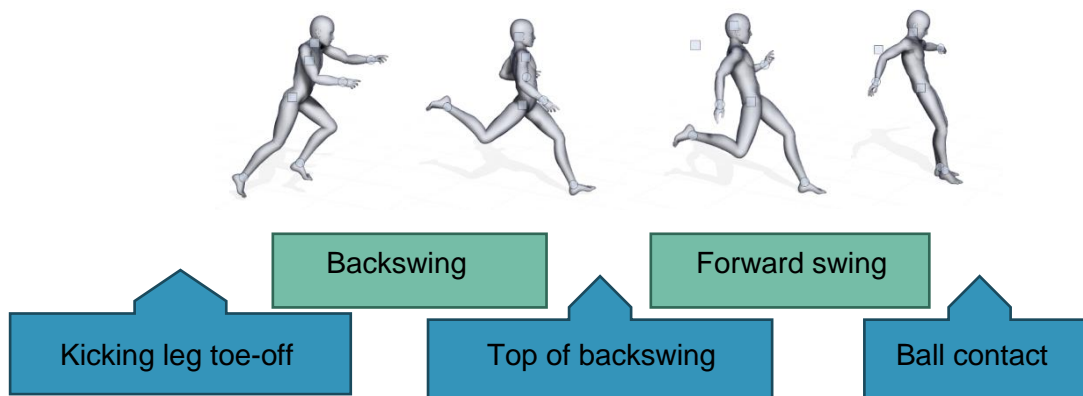 Backswing
Forward swing
Kicking leg toe-off
Top of backswing
Ball contact